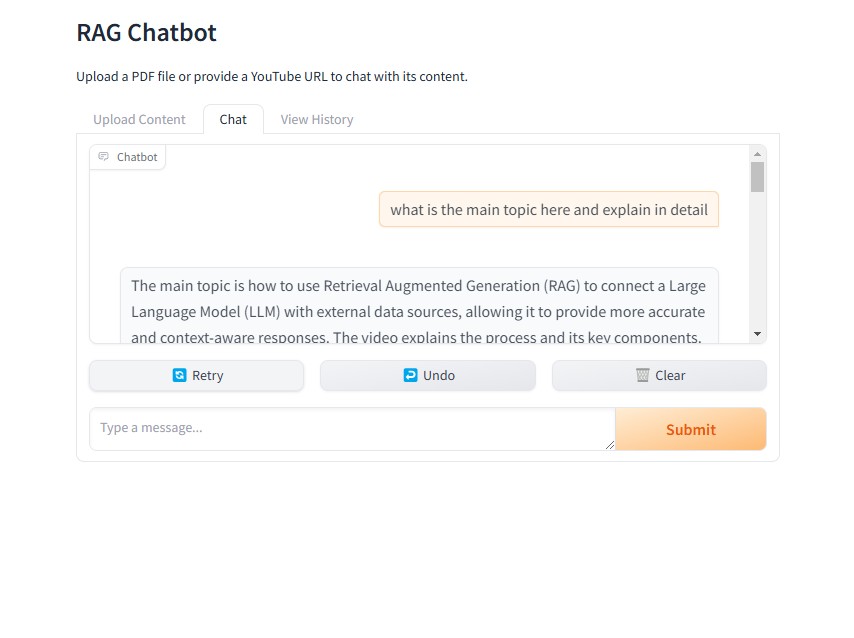 RAG Chatbot
Upload a PDF file or provide a YouTube URL to chat with its content.
Upload Content
Chat
View History
Chatbot
what is the main topic here and explain in detail
The main topic is how to use Retrieval Augmented Generation (RAG) to connect a Large
Language Model (LLM) with external data sources, allowing it to provide more accurate
and context-aware responses. The video explains the process and its key components,
Retry
Undo
Clear
Type a message...
Submit